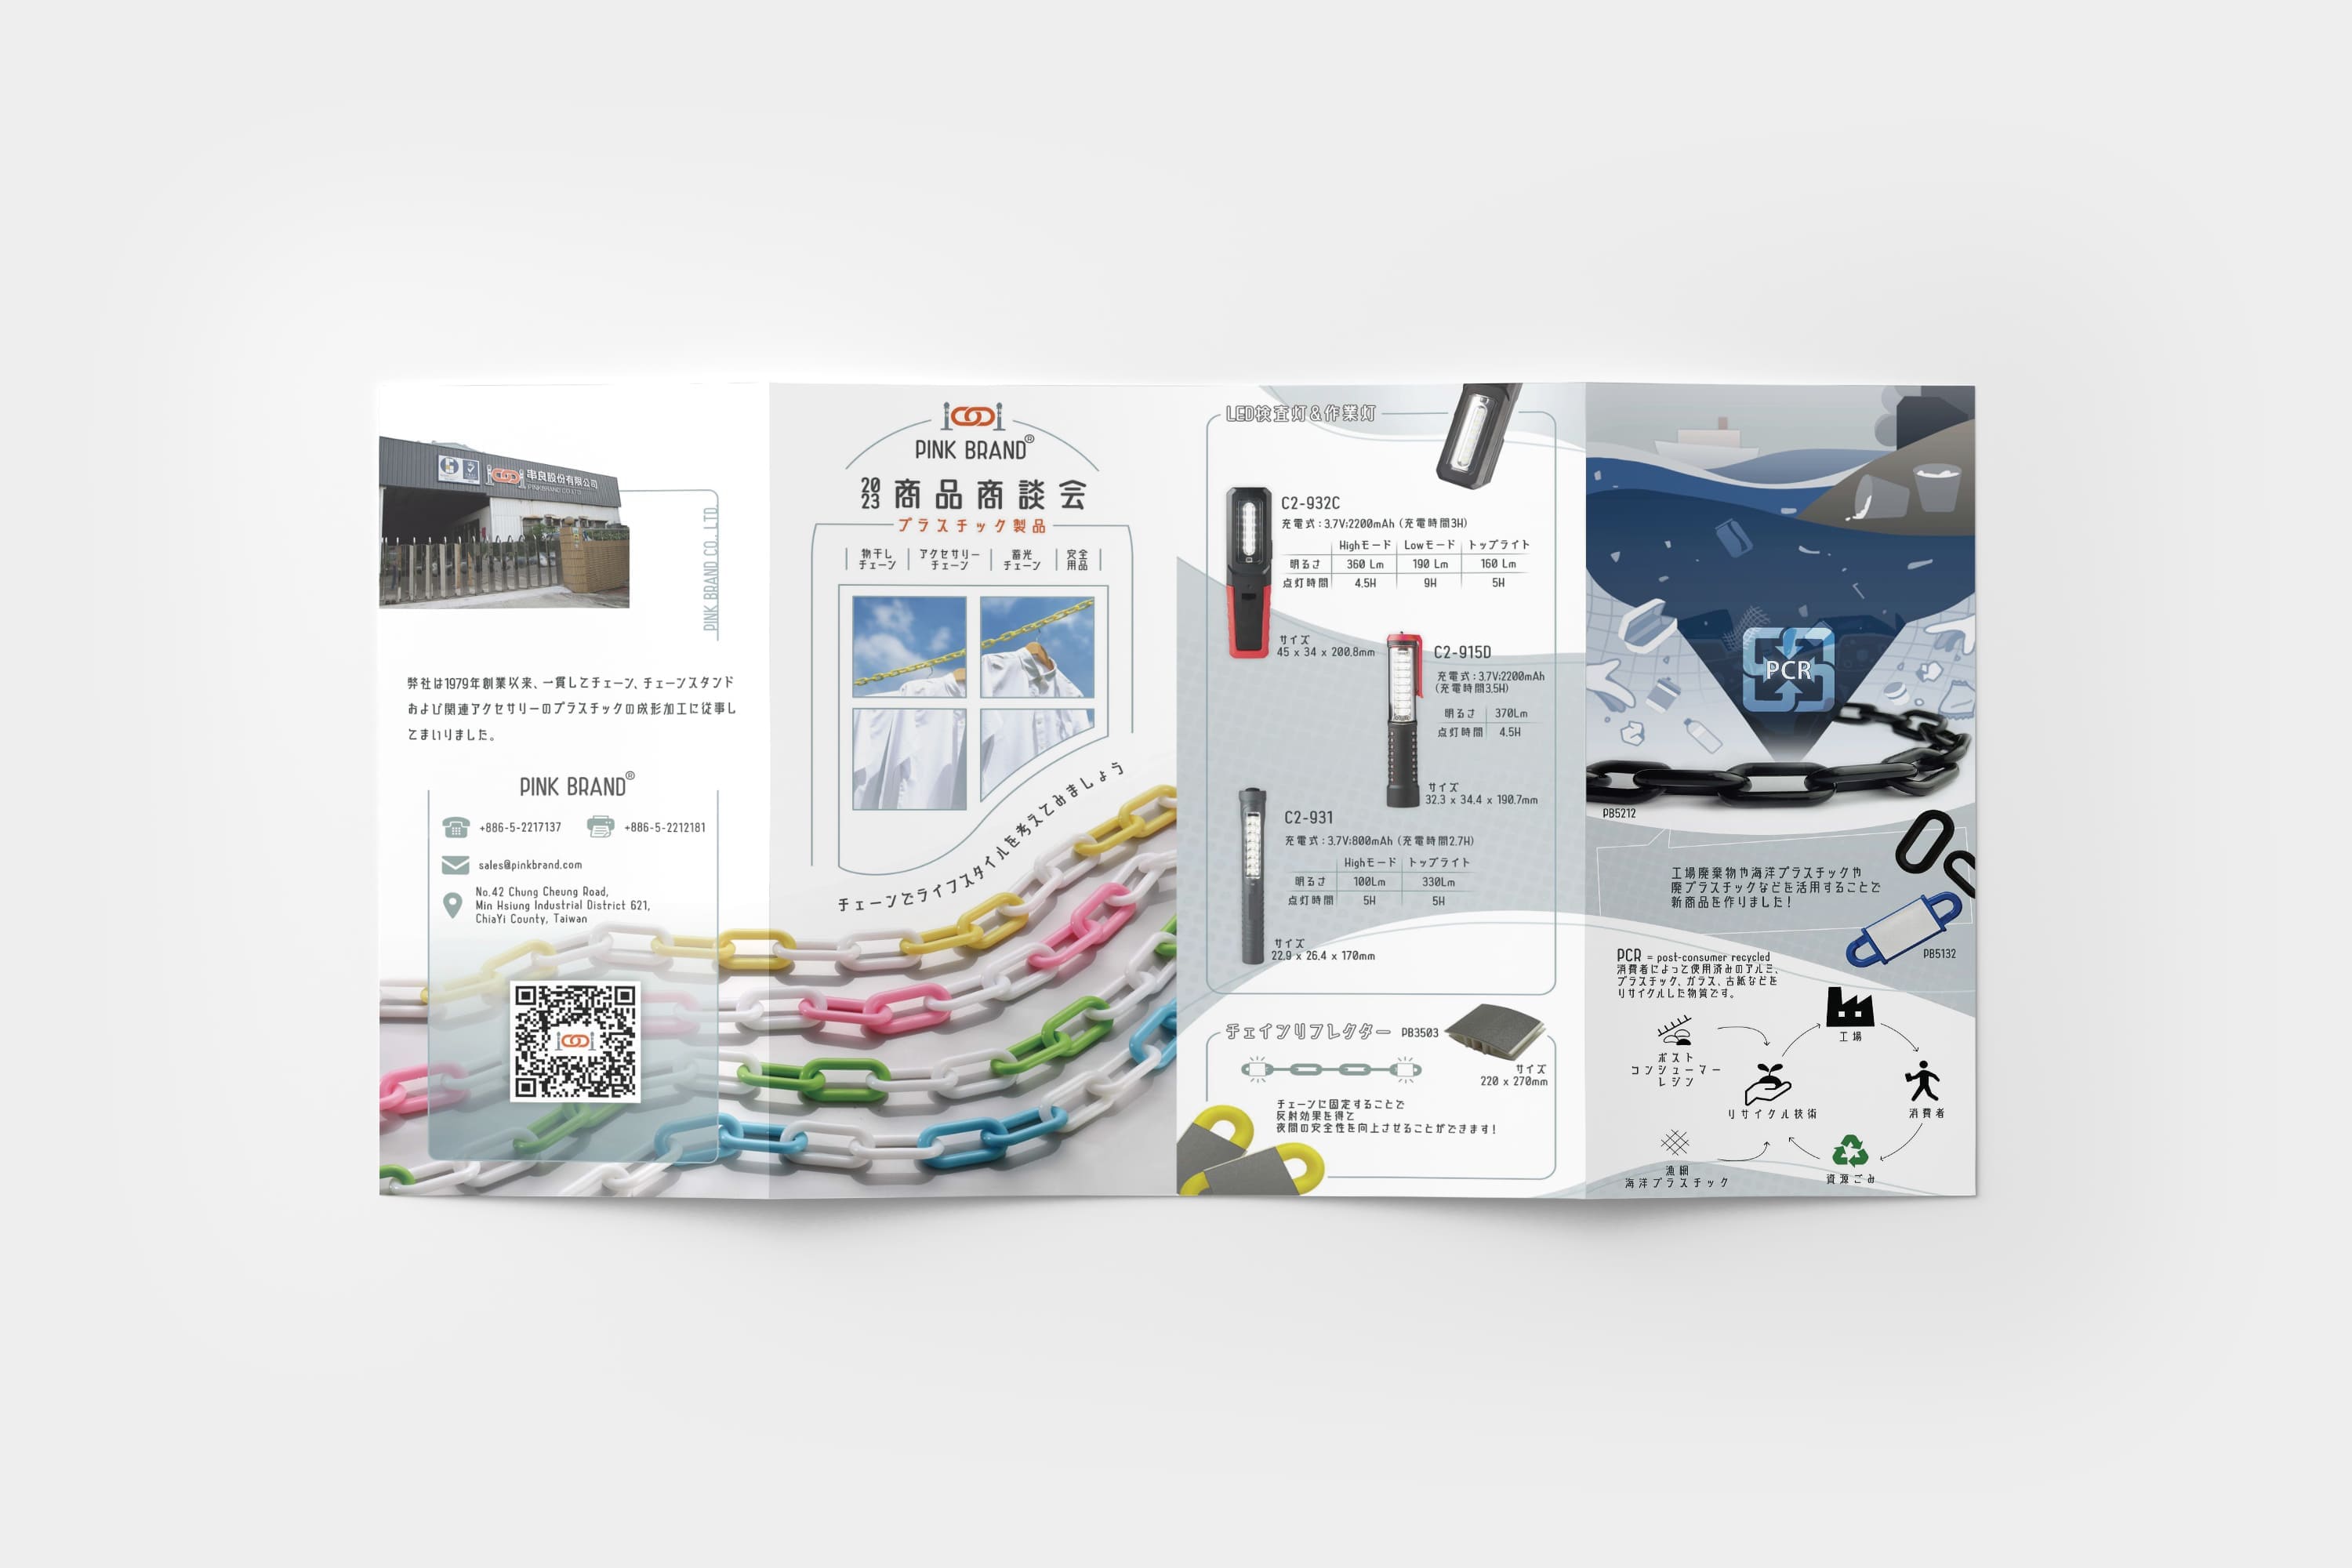 串良股份有限公司
PINKBRAND CO.LTD.
PINK BRAND CO., LTD.
弊社は1979年創業以来、一貫してチェーン、チェーンスタンド
および関連アクセサリーのプラスチックの成形加工に従事し
てまいりました。
PINK BRAND®
+886-5-2217137
+886-5-2212181
sales@pinkbrand.com
No.42 Chung Cheung Road,
Min Hsiung Industrial District 621,
ChiaYi County, Taiwan
PINK BRAND®
2023 商品商談会
プラスチック製品
物干しチェーン
アクセサリーチェーン
蓄光チェーン
安全用品
チェーンでライフスタイルを考えてみましょう
LED検査灯&作業灯
C2-932C
充電式:3.7V;2200mAh (充電時間3H)
Highモード Lowモード トップライト
明るさ 360 Lm 190 Lm 160 Lm
点灯時間 4.5H 9H 5H
サイズ
45 x 34 x 200.8mm
C2-915D
充電式:3.7V;2200mAh
(充電時間3.5H)
明るさ 370Lm
点灯時間 4.5H
サイズ
32.3 x 34.4 x 190.7mm
C2-931
充電式:3.7V;800mAh (充電時間2.7H)
Highモード トップライト
明るさ 100Lm 330Lm
点灯時間 5H 5H
サイズ
22.9 x 26.4 x 170mm
チェインリフレクター PB3503
サイズ
220 x 270mm
チェーンに固定することで
反射効果を得て
夜間の安全性を向上させることができます!
PCR
PB5212
工場廃棄物や海洋プラスチックや
廃プラスチックなどを活用することで
新商品を作りました!
PB5132
PCR = post-consumer recycled
消費者によって使用済みのアルミ、
プラスチック、ガラス、古紙などを
リサイクルした物質です。
工場
ポスト
コンシューマー
レジン
リサイクル技術
消費者
漁網
海洋プラスチック
資源ごみ